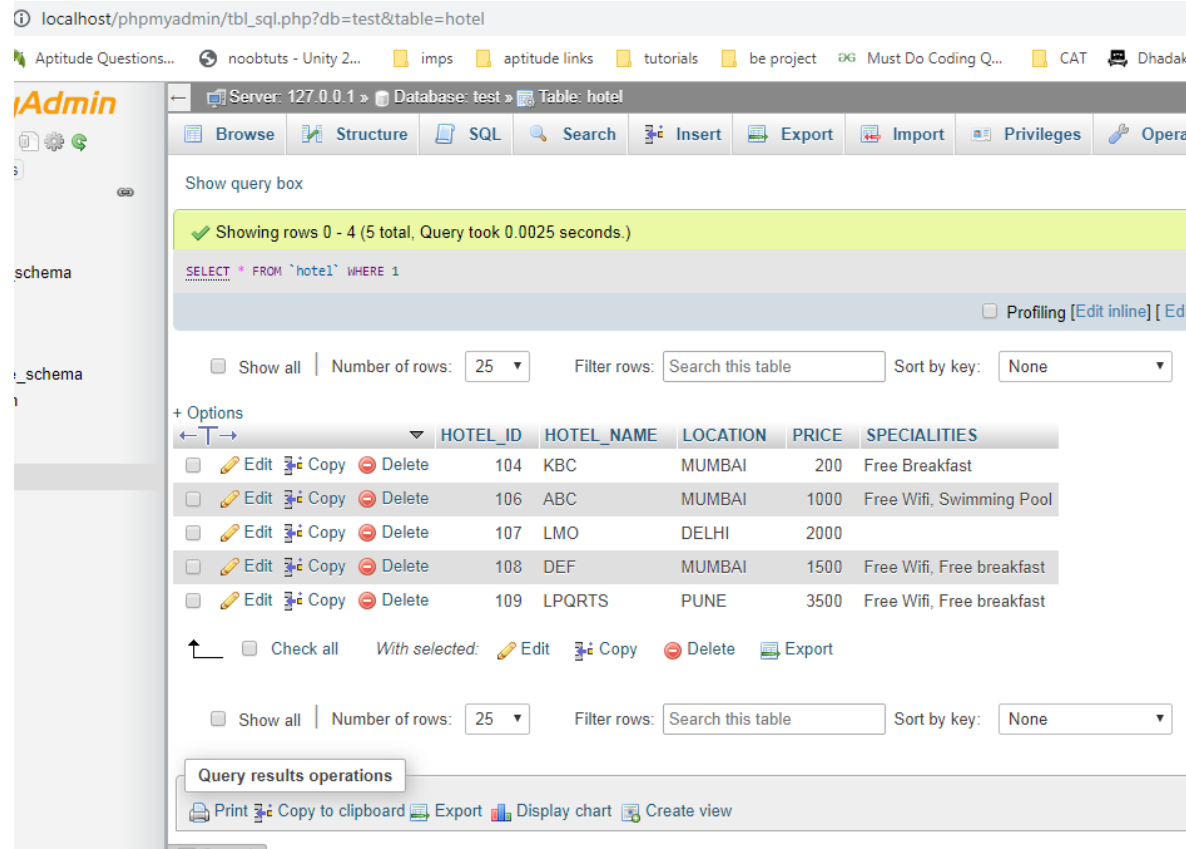 localhost/phpmyadmin/tbl_sql.php?db=test&table=hotel
Aptitude Questions... noobtuts - Unity 2... imps aptitude links tutorials be project Must Do Coding Q... CAT Dhadak
Admin
Server: 127.0.0.1 » Database: test » Table: hotel
Browse Structure SQL Search Insert Export Import Privileges Opera
Show query box
Showing rows 0 - 4 (5 total, Query took 0.0025 seconds.)
_schema
SELECT * FROM `hotel` WHERE 1
Profiling [Edit inline] [ Edi
Show all Number of rows: 25 Filter rows: Search this table Sort by key: None
_schema
+ Options
HOTEL_ID HOTEL_NAME LOCATION PRICE SPECIALITIES
Edit Copy Delete 104 KBC MUMBAI 200 Free Breakfast
Edit Copy Delete 106 ABC MUMBAI 1000 Free Wifi, Swimming Pool
Edit Copy Delete 107 LMO DELHI 2000
Edit Copy Delete 108 DEF MUMBAI 1500 Free Wifi, Free breakfast
Edit Copy Delete 109 LPQRTS PUNE 3500 Free Wifi, Free breakfast
Check all With selected: Edit Copy Delete Export
Show all Number of rows: 25 Filter rows: Search this table Sort by key: None
Query results operations
Print Copy to clipboard Export Display chart Create view